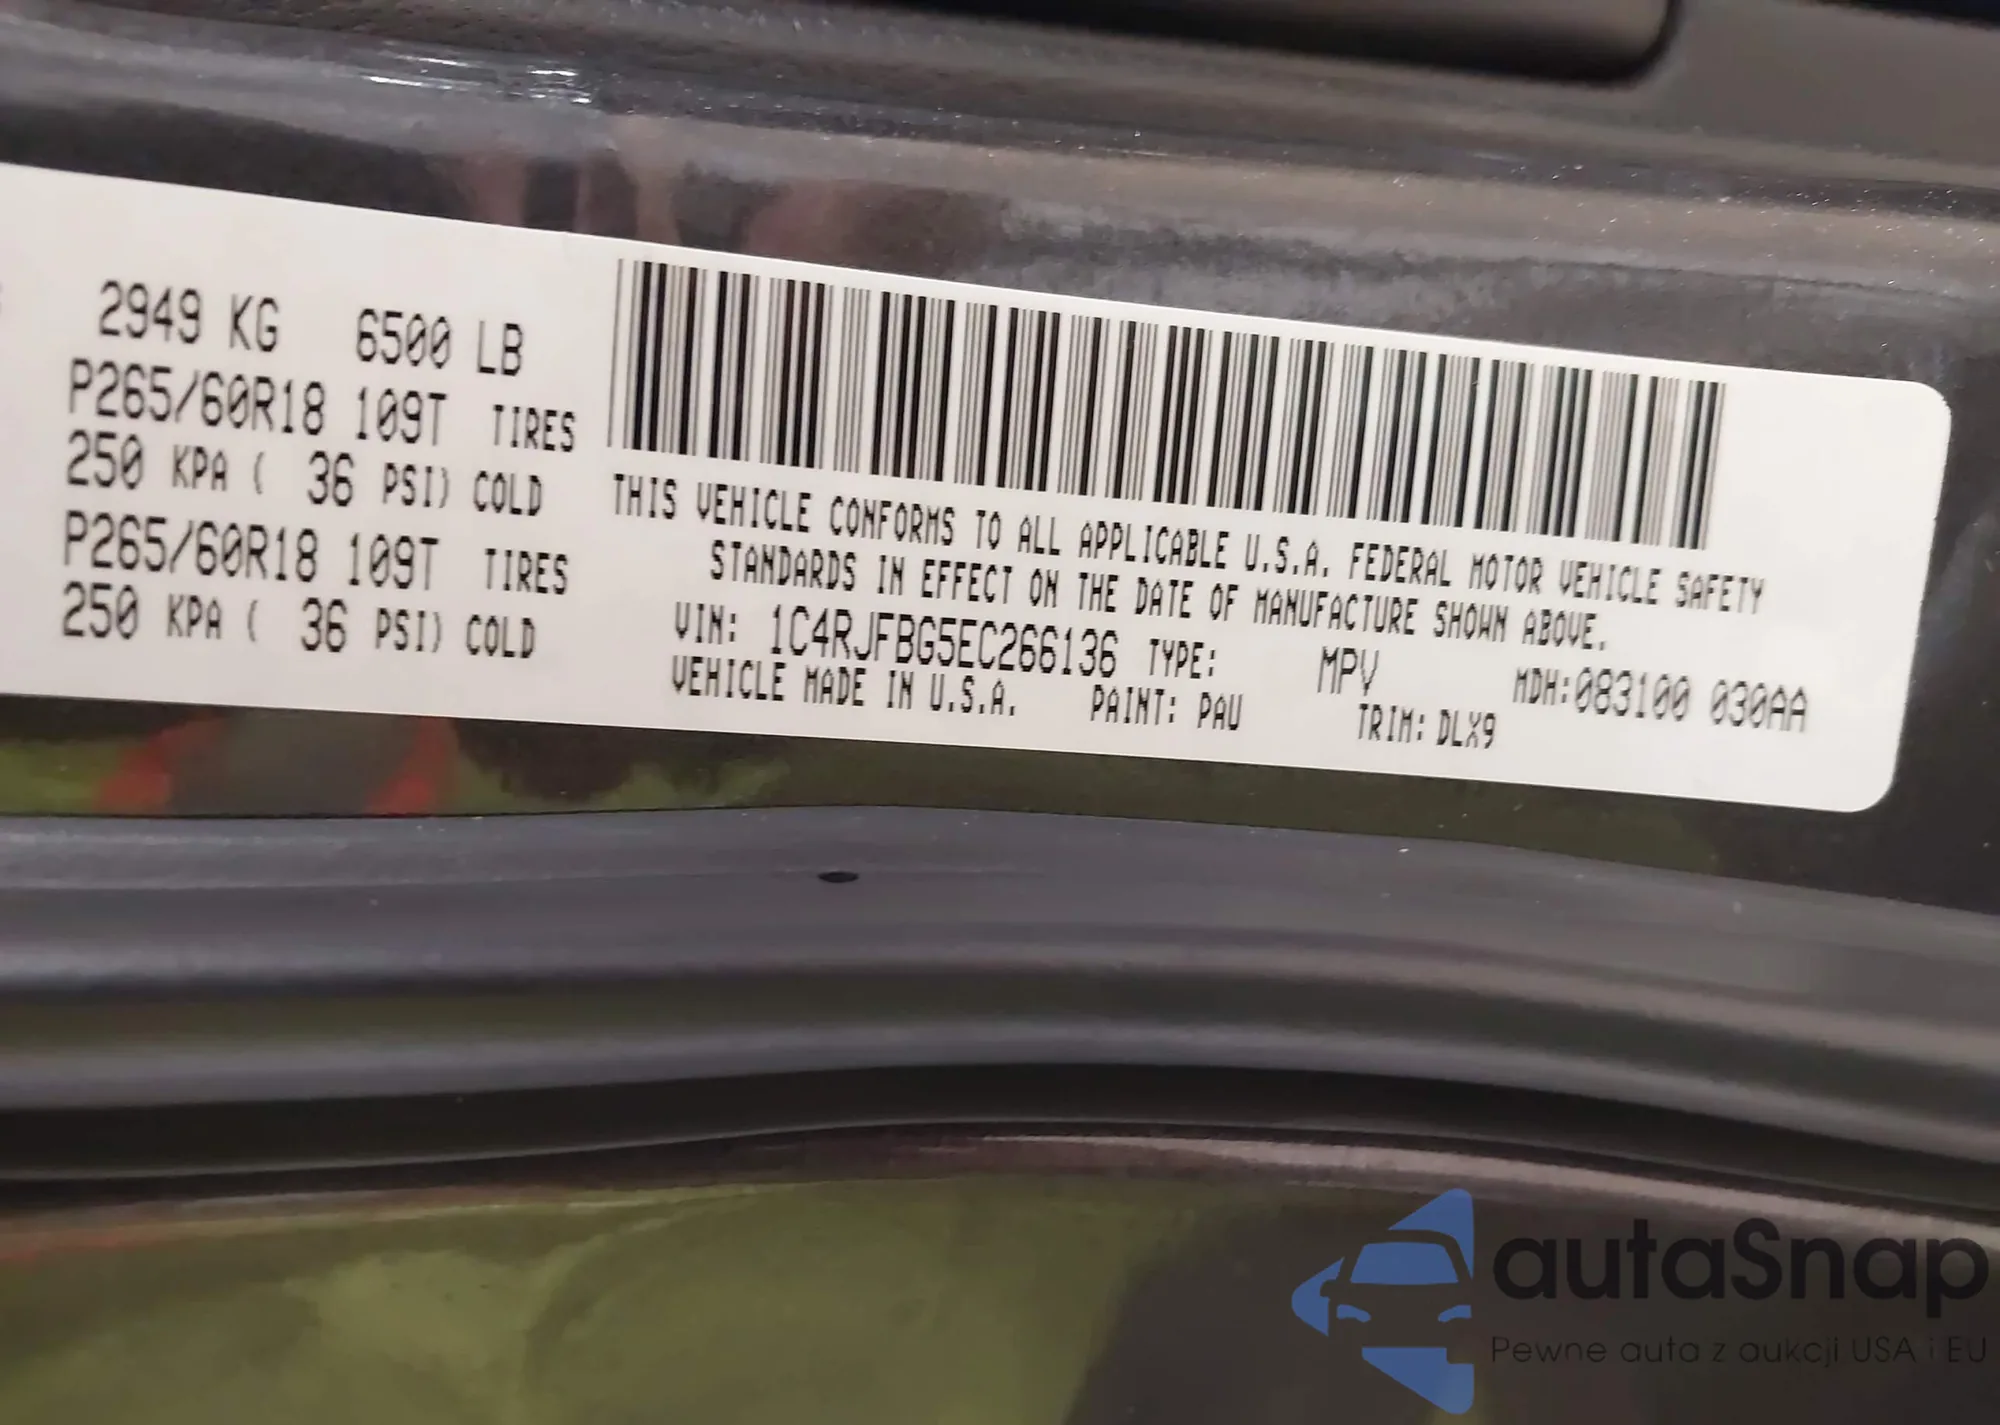 2949 KG 6500 LB
P265/60R18 109T TIRES
250 KPA ( 36 PSI) COLD
P265/60R18 109T TIRES
250 KPA ( 36 PSI) COLD
THIS VEHICLE CONFORMS TO ALL APPLICABLE U.S.A. FEDERAL MOTOR VEHICLE SAFETY
STANDARDS IN EFFECT ON THE DATE OF MANUFACTURE SHOWN ABOVE.
VIN: 1C4RJFBG5EC266136 TYPE: MPV MDH:083100 030AA
VEHICLE MADE IN U.S.A. PAINT: PAU TRIM: DLX9
autaSnap
Pewne auta z aukcji USA i EU